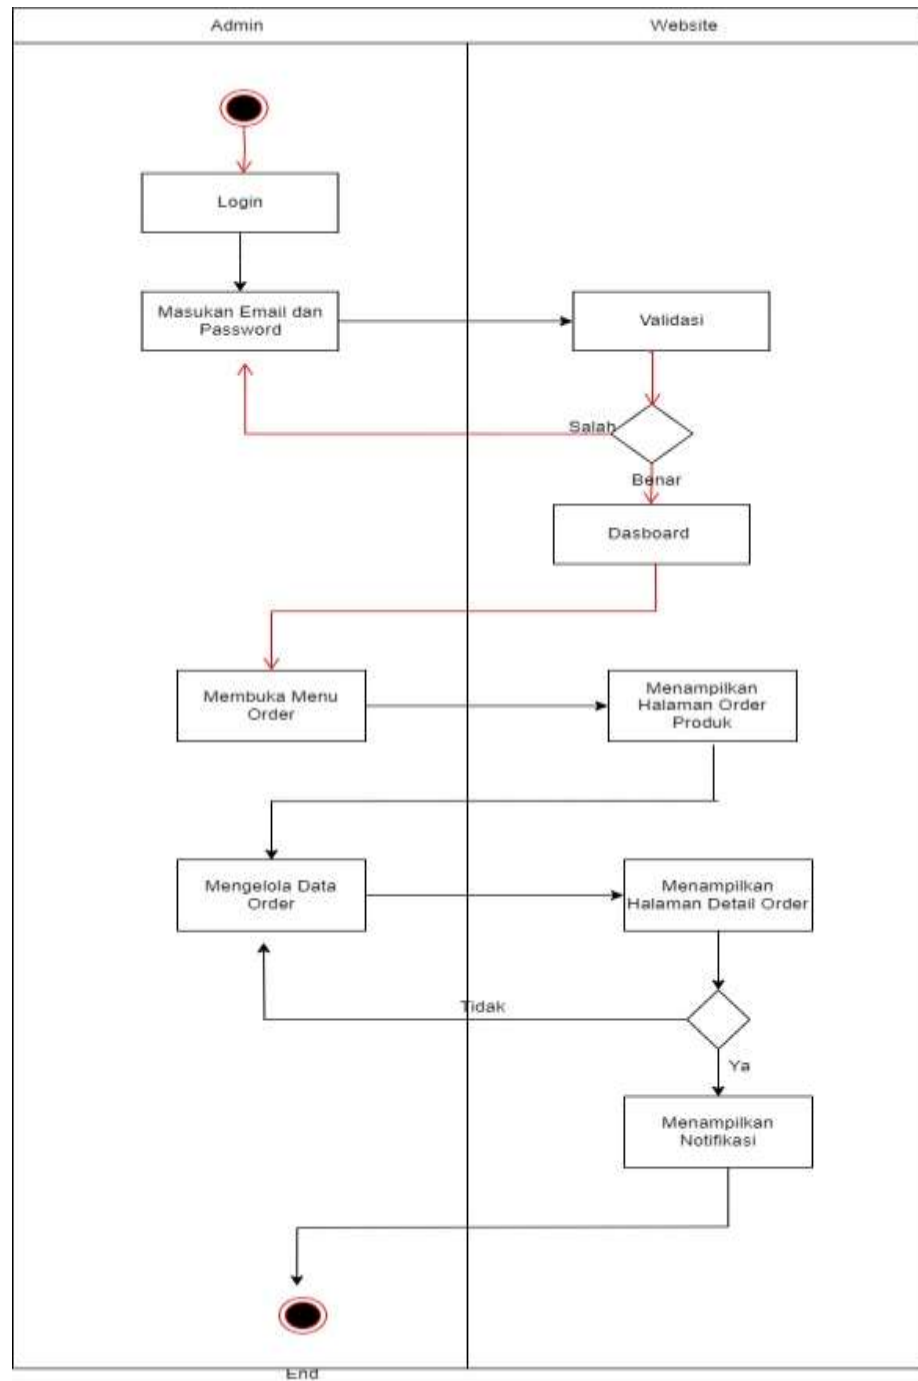 Admin
Website
Login
Masukan Email dan
Password
Validasi
Salah
Benar
Dasboard
Membuka Menu
Order
Menampilkan
Halaman Order
Produk
Mengelola Data
Order
Menampilkan
Halaman Detail Order
Tidak
Ya
Menampilkan
Notifikasi
End